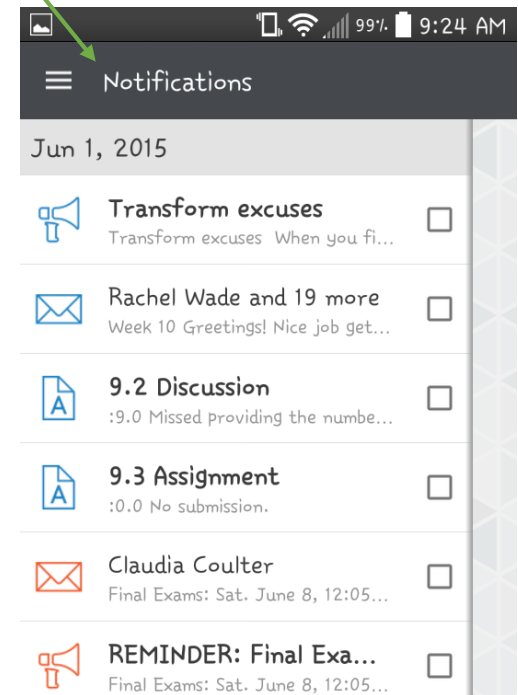 99% 9:24 AM
Notifications
Jun 1, 2015
Transform excuses
Transform excuses When you fi...
Rachel Wade and 19 more
Week 10 Greetings! Nice job get...
9.2 Discussion
:9.0 Missed providing the numbe...
A
9.3 Assignment
:0.0 No submission.
A
Claudia Coulter
Final Exams: Sat. June 8, 12:05...
REMINDER: Final Exa...
Final Exams: Sat. June 8, 12:05...